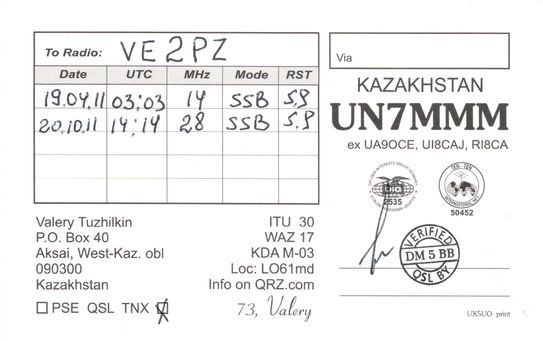 To Radio: VE2PZ
Date UTC MHz Mode RST
19.04.11 03:03 14 SSB 5.9
20.10.11 14:14 28 SSB 5.9
Valery Tuzhilkin
P.O. Box 40
Aksai, West-Kaz. obl
090300
Kazakhstan
ITU 30
WAZ 17
KDA M-03
Loc: LO61md
Info on QRZ.com
PSE QSL TNX
73, Valery
Via
KAZAKHSTAN
UN7MMM
ex UA9OCE, UI8CAJ, RI8CA
2535
TEN-TEN
INTERNATIONAL NET
50452
VERIFIED
DM 5 BB
QSL BY
UX5UO print